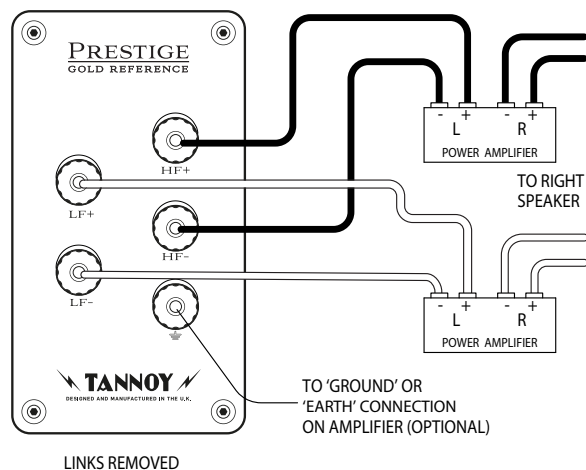 PRESTIGE
GOLD REFERENCE
HF+
LF+
HF-
LF-
TANNOY
DESIGNED AND MANUFACTURED IN THE U.K.
LINKS REMOVED
- + - +
L R
POWER AMPLIFIER
TO RIGHT
SPEAKER
- + - +
L R
POWER AMPLIFIER
TO ‘GROUND’ OR
‘EARTH’ CONNECTION
ON AMPLIFIER (OPTIONAL)